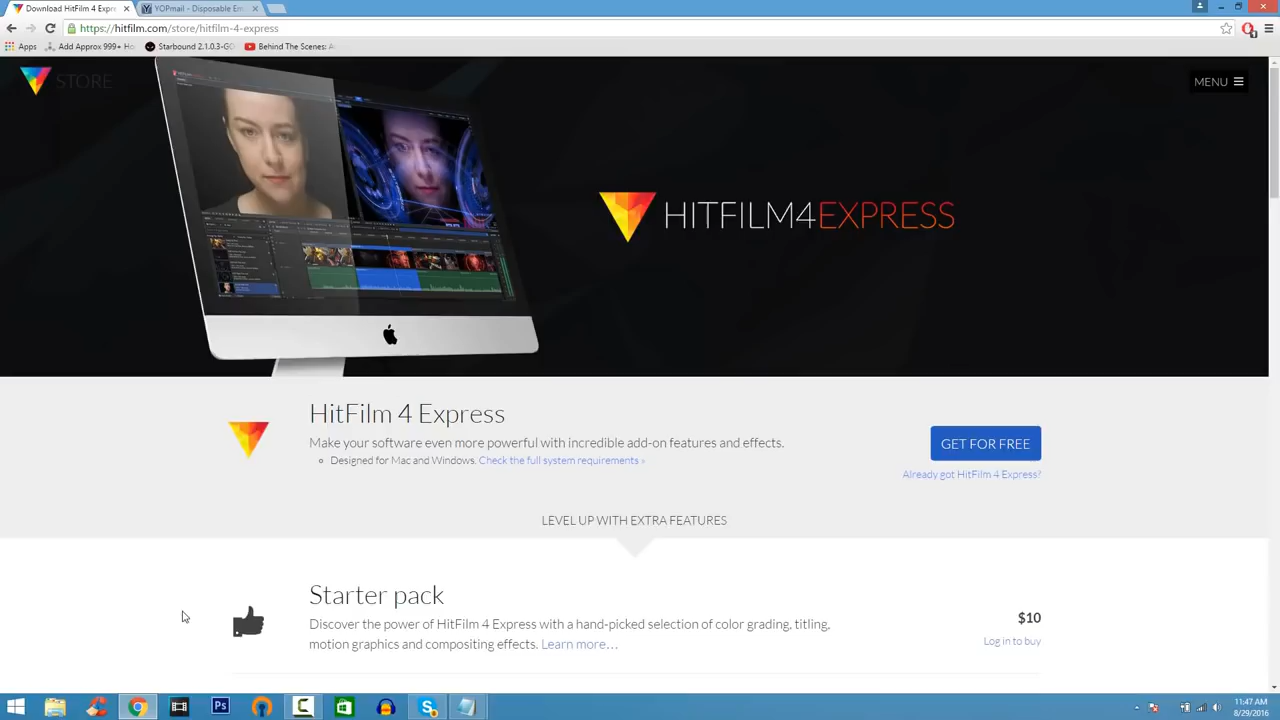 Download HitFilm 4 Expre
YOPmail - Disposable Em
https://hitfilm.com/store/hitfilm-4-express
Apps
Add Approx 999+ Ho
Starbound 2.1.0.3-GO
Behind The Scenes: A
STORE
MENU
HITFILM4EXPRESS
HitFilm 4 Express
Make your software even more powerful with incredible add-on features and effects.
Designed for Mac and Windows. Check the full system requirements »
GET FOR FREE
Already got HitFilm 4 Express?
LEVEL UP WITH EXTRA FEATURES
Starter pack
Discover the power of HitFilm 4 Express with a hand-picked selection of color grading, titling,
motion graphics and compositing effects. Learn more…
$10
Log in to buy
Ps
11:47 AM
8/29/2016